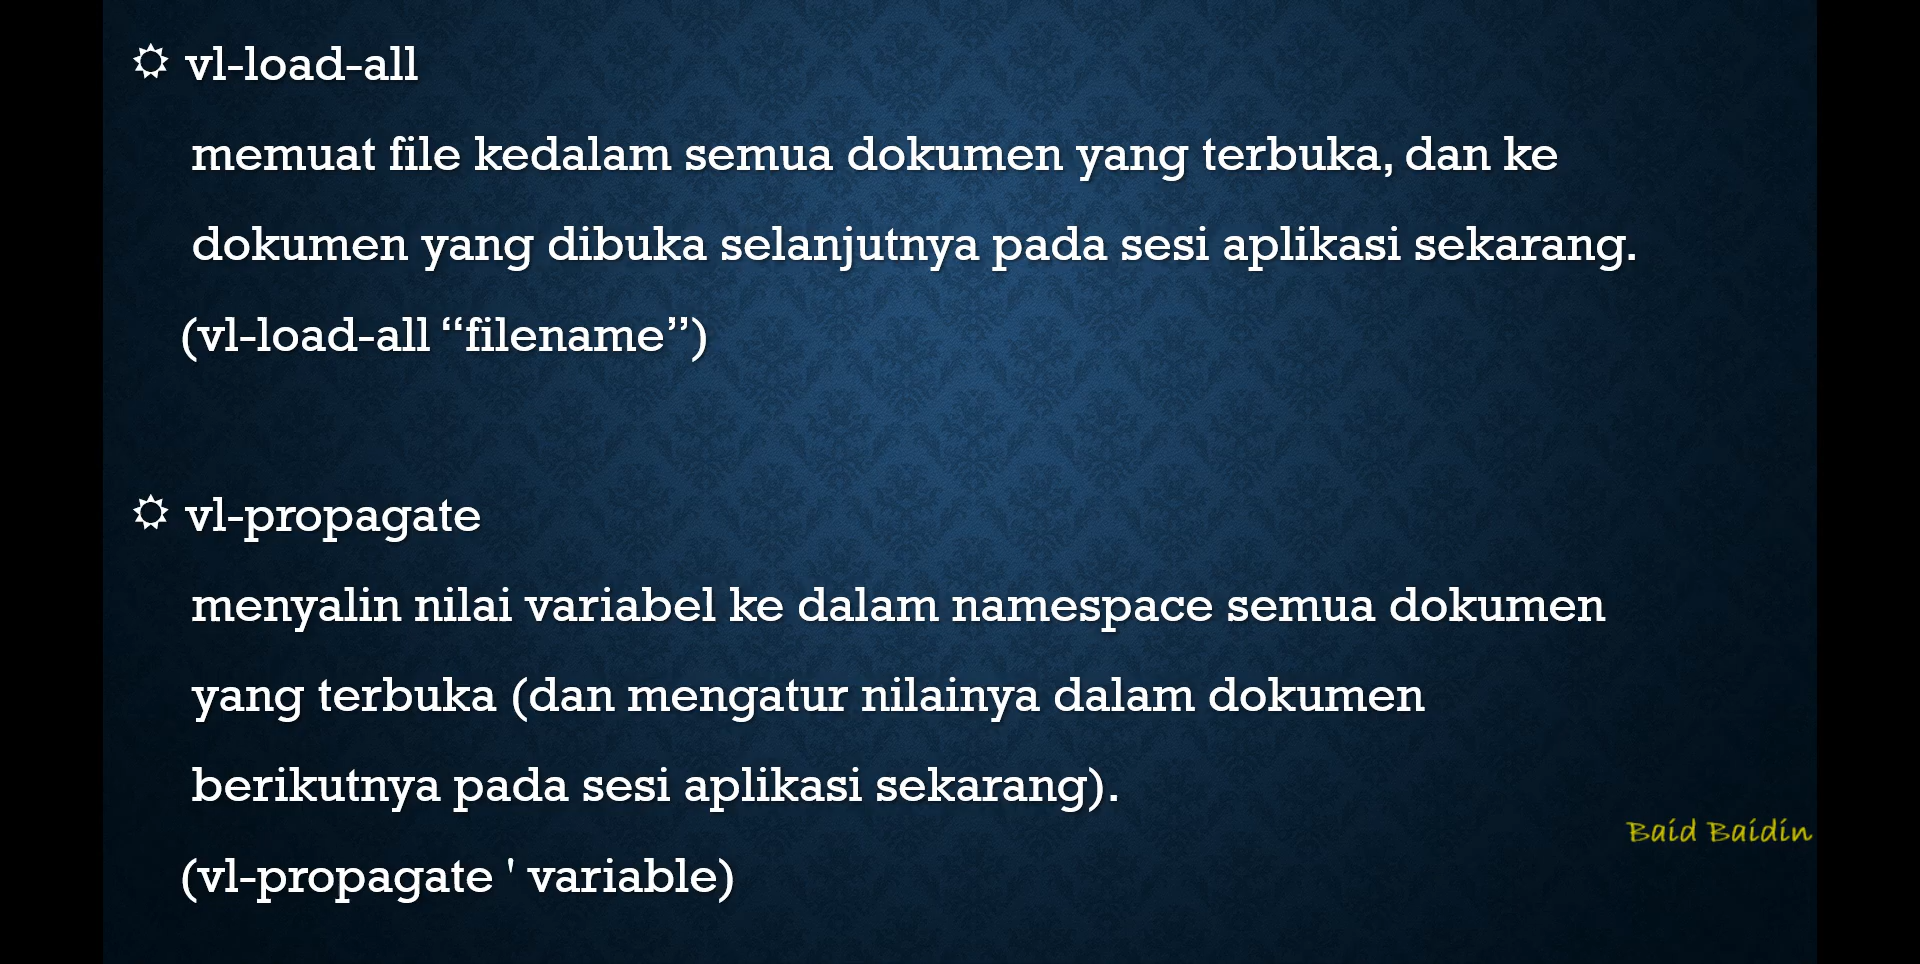 vl-load-all
memuat file kedalam semua dokumen yang terbuka, dan ke
dokumen yang dibuka selanjutnya pada sesi aplikasi sekarang.
(vl-load-all “filename”)
vl-propagate
menyalin nilai variabel ke dalam namespace semua dokumen
yang terbuka (dan mengatur nilainya dalam dokumen
berikutnya pada sesi aplikasi sekarang).
Baid Baidin
(vl-propagate ' variable)